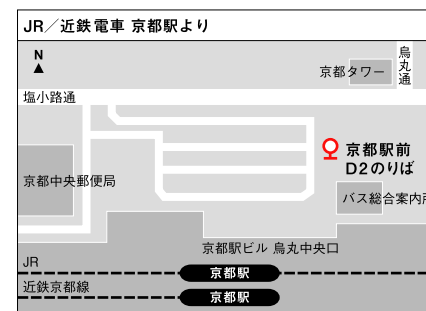 JR／近鉄電車 京都駅より
N
京都タワー
烏丸通
塩小路通
京都駅前
D2のりば
京都中央郵便局
バス総合案内所
京都駅ビル 烏丸中央口
JR
京都駅
近鉄京都線
京都駅